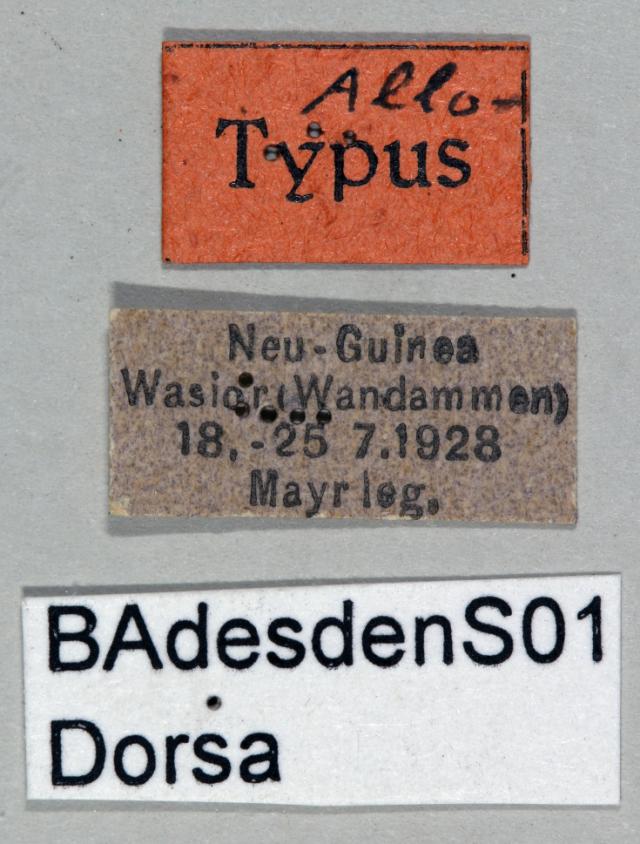 Allo-
Typus
Neu-Guinea
Wasior (Wandammen)
18.-25 7.1928
Mayr leg.
BAdesdenS01
Dorsa